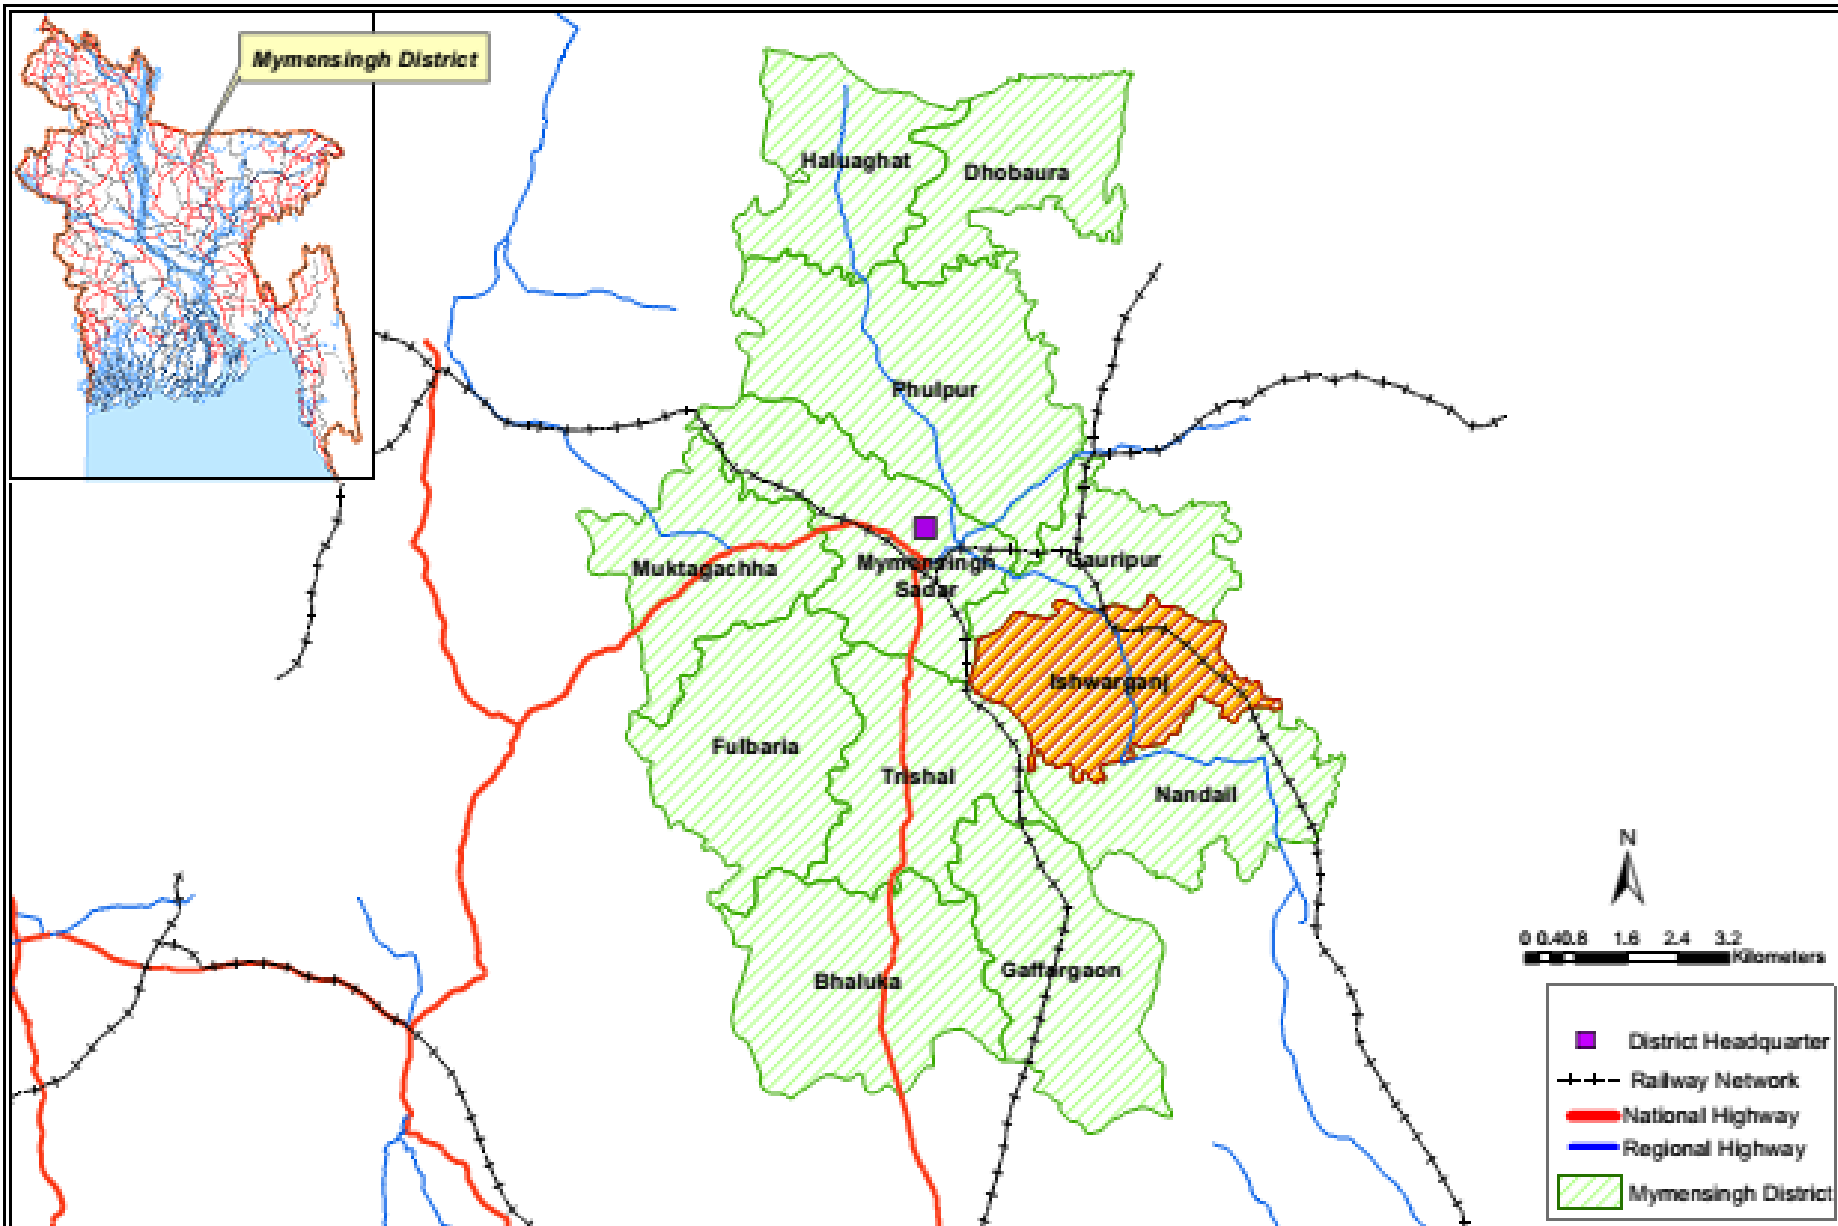 Mymensingh District
Haluaghat
Dhobaura
Phulpur
Muktagachha
Mymensingh
Sadar
Gauripur
Ishwarganj
Fulbaria
Trishal
Nandail
Bhaluka
Gaffargaon
N
0 0.40.8 1.6 2.4 3.2
Kilometers
District Headquarter
Railway Network
National Highway
Regional Highway
Mymensingh District